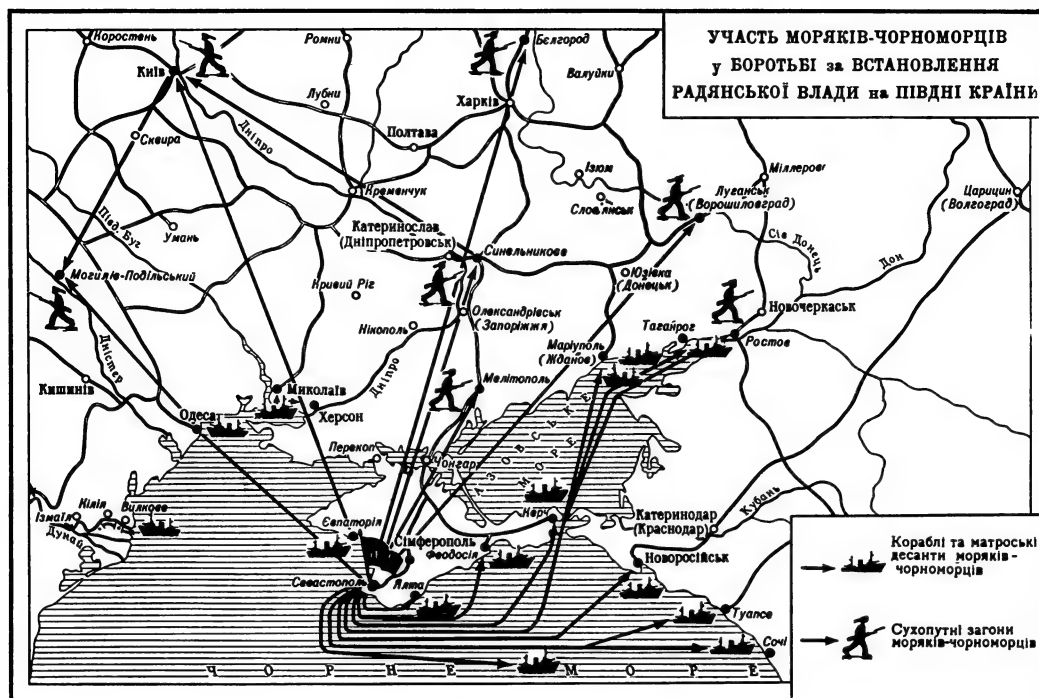 УЧАСТЬ МОРЯКІВ-ЧОРНОМОРЦІВ
у БОРОТЬБІ за ВСТАНОВЛЕННЯ
РАДЯНСЬКОЇ ВЛАДИ на ПІВДНІ КРАЇНИ
Коростень
Ромни
Бєлгород
Київ
Валуйки
Лубни
Харків
Полтава
Дніпро
Сквира
Ізюм
Міллерово
Кременчук
Слов'янськ
Луганськ
(Ворошиловград)
Царицин
(Волгоград)
Півд. Буг
Умань
Катеринослав
(Дніпропетровськ)
Синельникове
Сів Донець
Дон
Могилів-Подільський
Юзівка
(Донецьк)
Кривий Ріг
Олександрівськ
(Запоріжжя)
Новочеркаськ
Нікополь
Таганрог
Ростов
Маріуполь
(Жданов)
Дністер
Кишинів
Миколаїв
Дніпро
Мелітополь
Херсон
Одеса
Перекоп
Чонгар
АЗОВСЬКЕ
МОРЕ
Кілія
Вилкове
Ізмаїл
Дунай
Євпаторія
Керч
Катеринодар
(Краснодар)
Кубань
Сімферополь
Феодосія
Новоросійськ
Севастополь
Ялта
Туапсе
Сочі
ЧОРНЕ МОРЕ
Кораблі та матроські
десанти моряків-
чорноморців
Сухопутні загони
моряків-чорноморців